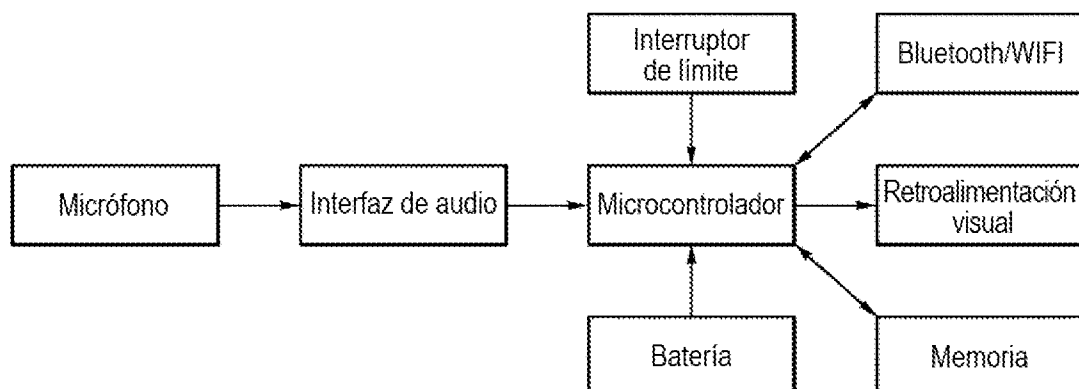 Interruptor
de límite
Bluetooth/WIFI
Micrófono
Interfaz de audio
Microcontrolador
Retroalimentación
visual
Batería
Memoria